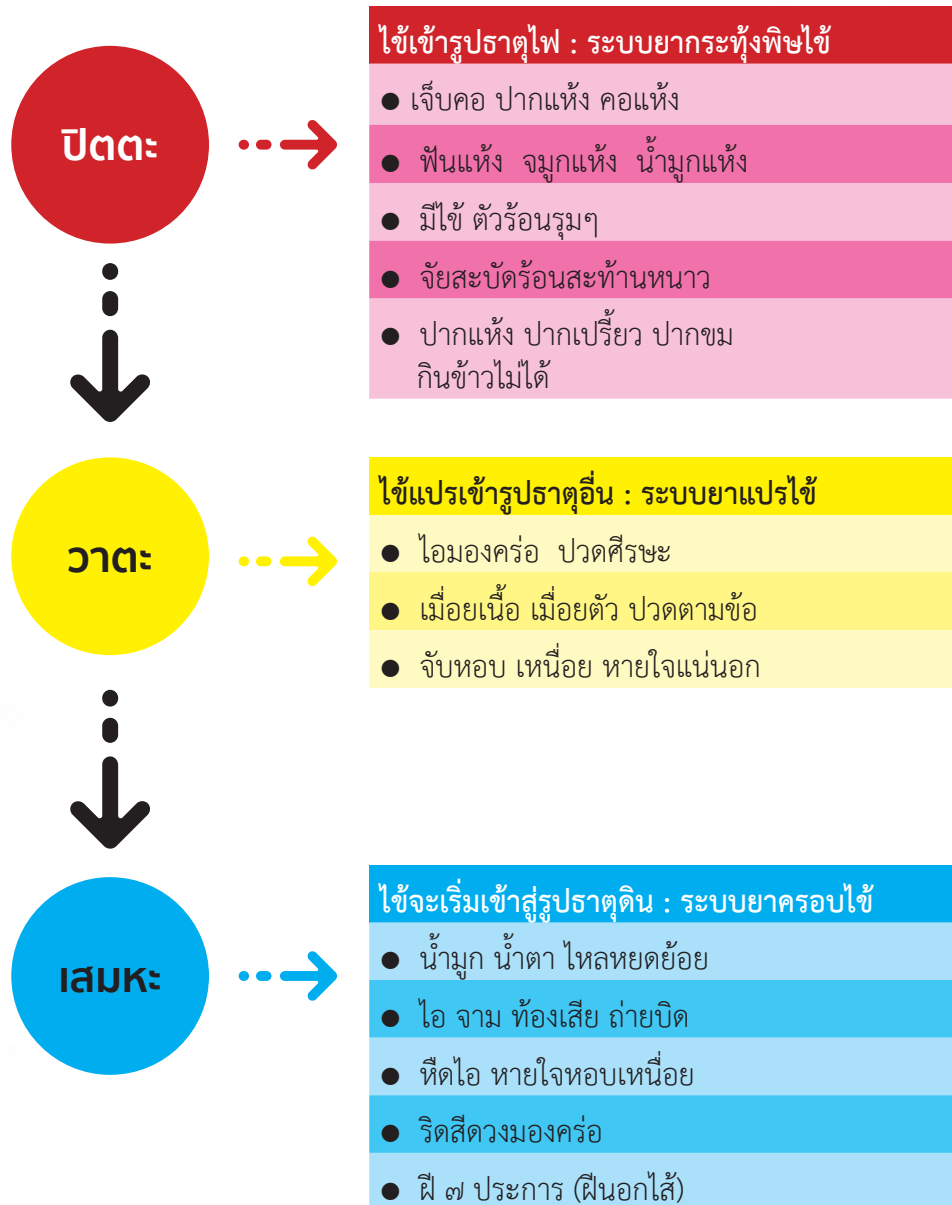 ปิตตะ
ไข้เข้ารูปธาตุไฟ : ระบบยากระทุ้งพิษไข้
● เจ็บคอ ปากแห้ง คอแห้ง
● ฟันแห้ง จมูกแห้ง น้ำมูกแห้ง
● มีไข้ ตัวร้อนรุมๆ
● จัยสะบัดร้อนสะท้านหนาว
● ปากแห้ง ปากเปรี้ยว ปากขม
กินข้าวไม่ได้
วาตะ
ไข้แปรเข้ารูปธาตุอื่น : ระบบยาแปรไข้
● ไอมองคร่อ ปวดศีรษะ
● เมื่อยเนื้อ เมื่อยตัว ปวดตามข้อ
● จับหอบ เหนื่อย หายใจแน่นอก
เสมหะ
ไข้จะเริ่มเข้าสู่รูปธาตุดิน : ระบบยาครอบไข้
● น้ำมูก น้ำตา ไหลหยดย้อย
● ไอ จาม ท้องเสีย ถ่ายบิด
● หืดไอ หายใจหอบเหนื่อย
● ริดสีดวงมองคร่อ
● ฝี ๗ ประการ (ฝีนอกไส้)